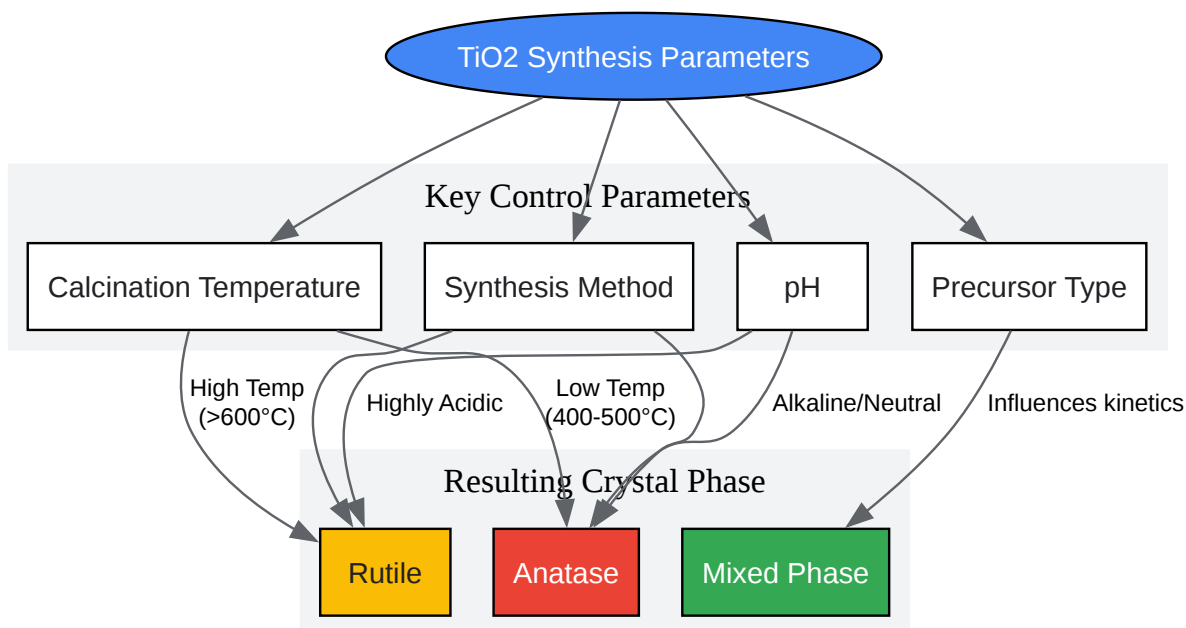 TiO2 Synthesis Parameters
Key Control Parameters
Calcination Temperature
Synthesis Method
pH
Precursor Type
High Temp
(>600°C)
Highly Acidic
Low Temp
(400-500°C)
Alkaline/Neutral
Influences kinetics
Resulting Crystal Phase
Rutile
Anatase
Mixed Phase